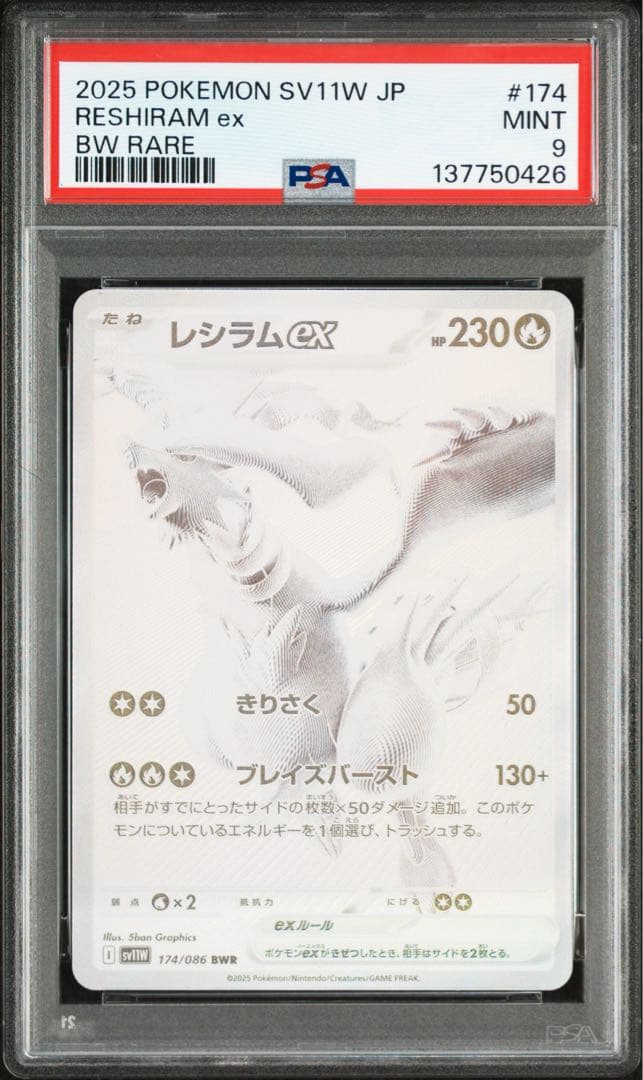 2025 POKEMON SV11W JP #174
RESHIRAM ex MINT
BW RARE 9
PSA 137750426
たね レシラムex HP230
きりさく 50
ブレイズバースト 130+
相手がすでにとったサイドの枚数×50ダメージ追加。このポケ
モンについているエネルギーを1個選び、トラッシュする。
弱点 ×2 抵抗力 にげる
exルール
ポケモンexがきぜつしたとき、相手はサイドを2枚とる。
Illus. 5ban Graphics
I sv11W 174/086 BWR
©2025 Pokémon/Nintendo/Creatures/GAME FREAK.
PSA